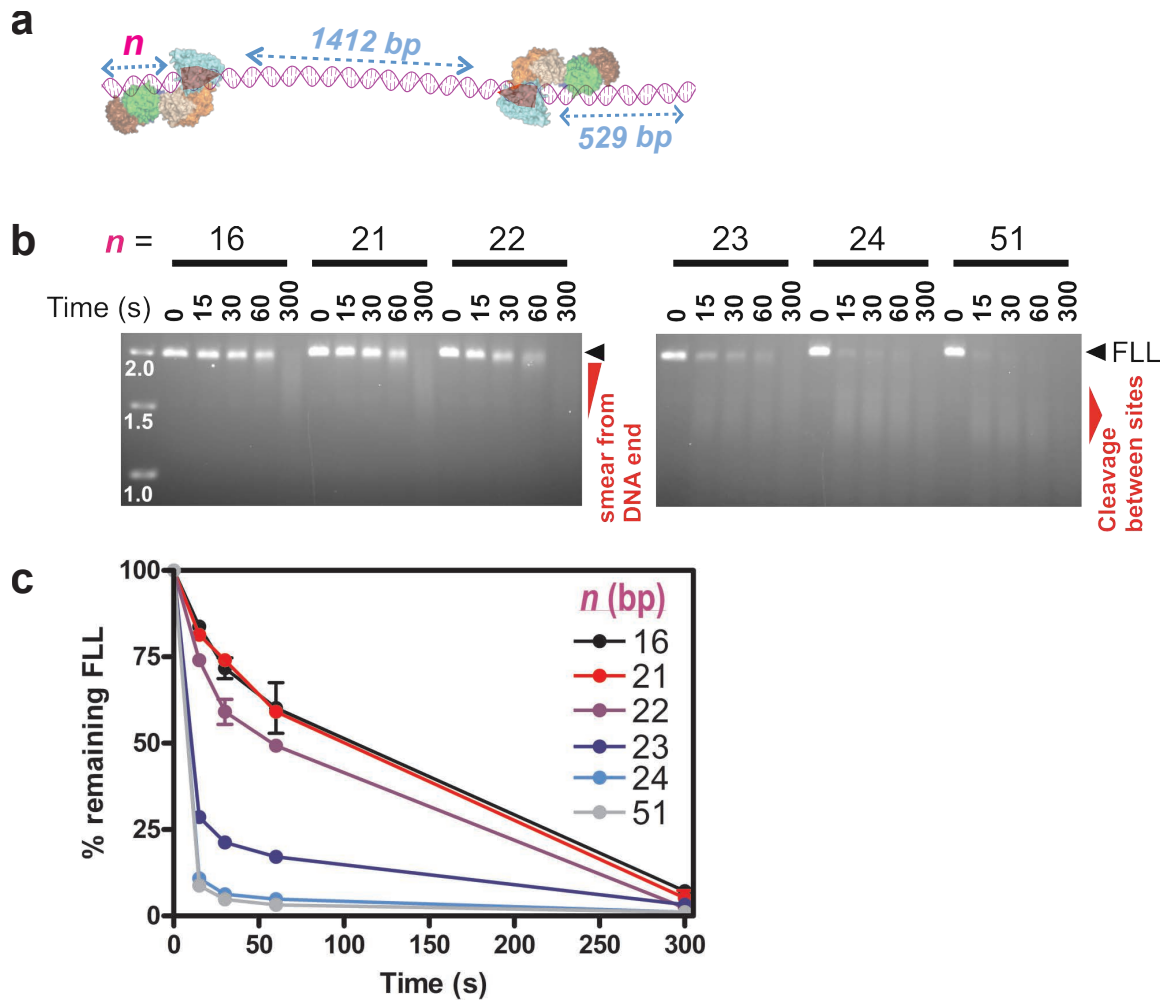 a
n
1412 bp
529 bp
b
n =
16
21
22
23
24
51
Time (s)
0 15 30 60 300
0 15 30 60 300
0 15 30 60 300
0 15 30 60 300
0 15 30 60 300
0 15 30 60 300
2.0
1.5
1.0
smear from
DNA end
FLL
Cleavage
between sites
c
% remaining FLL
100
75
50
25
0
n (bp)
16
21
22
23
24
51
0 50 100 150 200 250 300
Time (s)